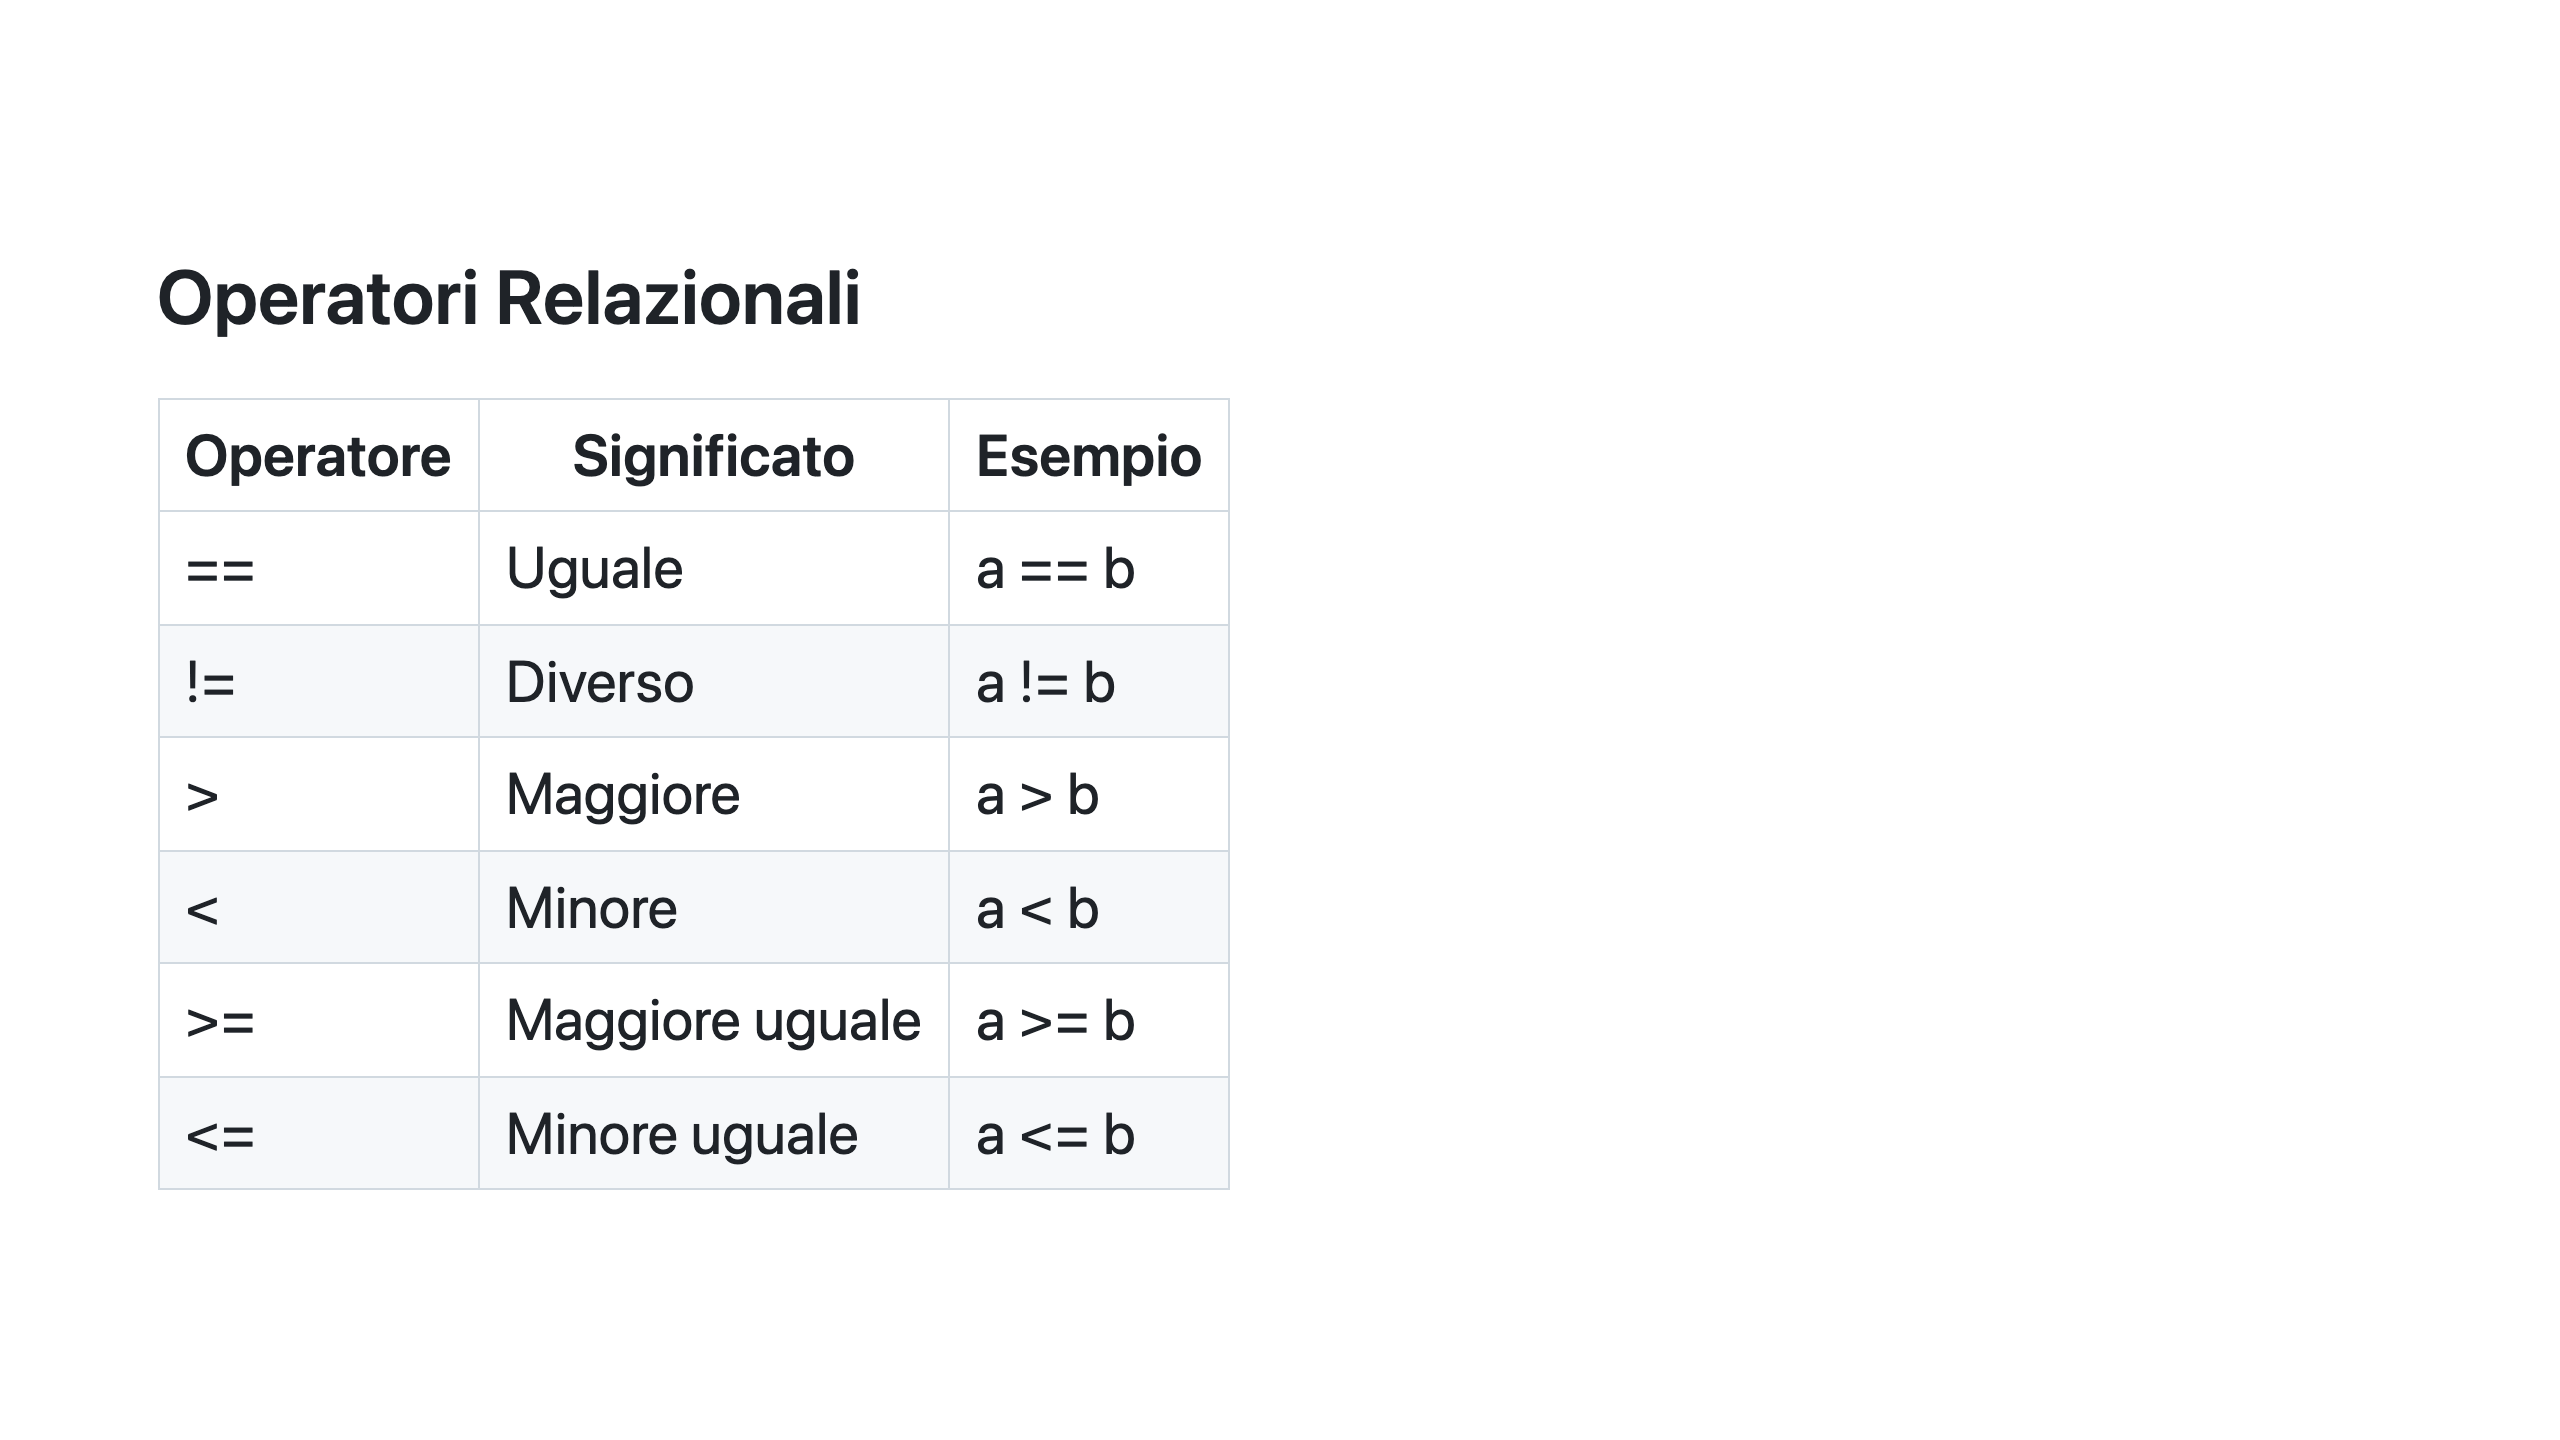 Operatori Relazionali
Operatore Significato Esempio
== Uguale a == b
!= Diverso a != b
> Maggiore a > b
< Minore a < b
>= Maggiore uguale a >= b
<= Minore uguale a <= b